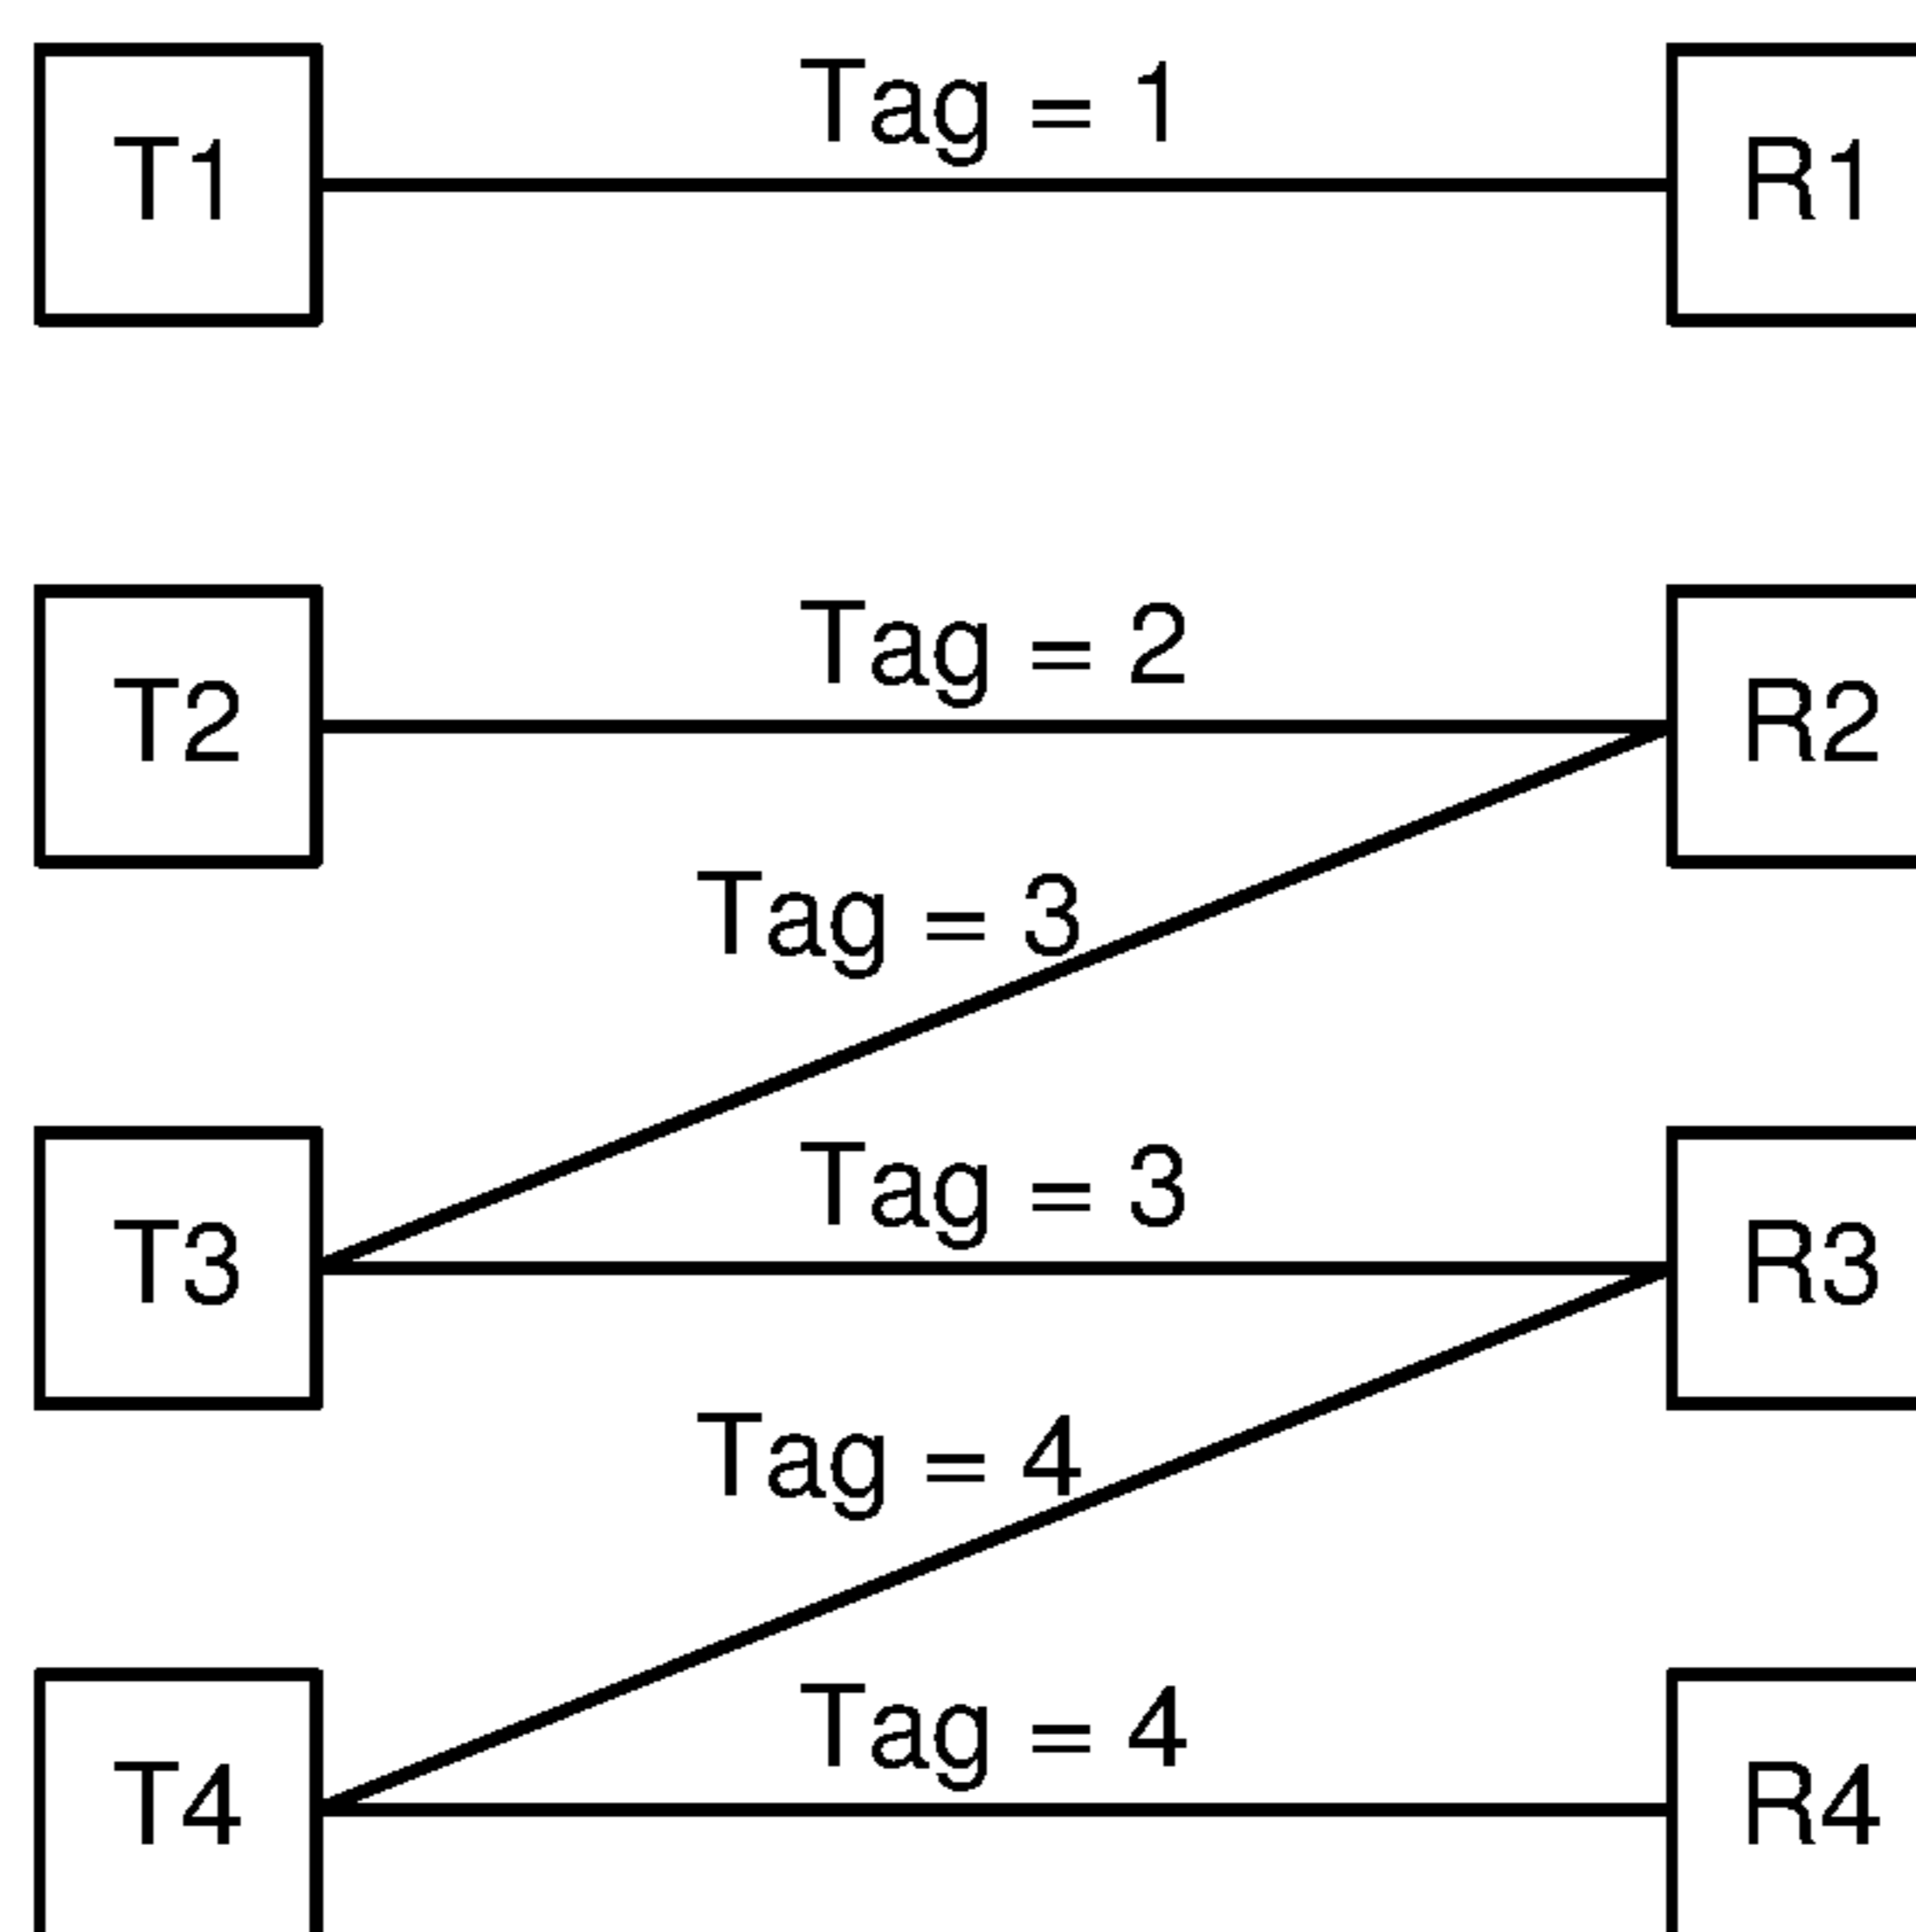 Tag = 1
T1
R1
Tag = 2
T2
R2
Tag = 3
Tag = 3
T3
R3
Tag = 4
Tag = 4
T4
R4